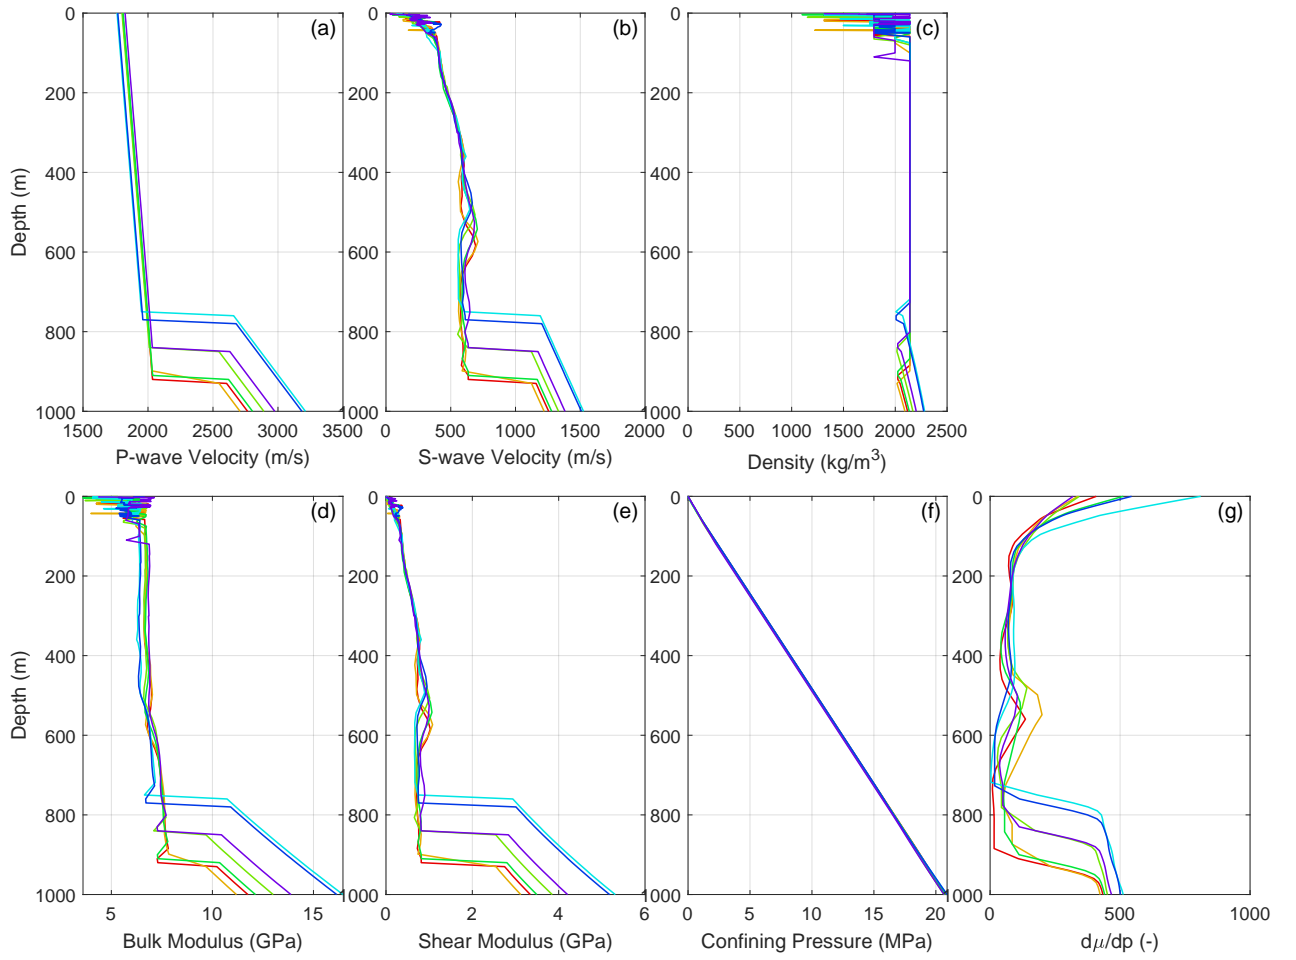 (a)
(b)
(c)
0
200
400
600
800
1000
Depth (m)
1500 2000 2500 3000 3500
P-wave Velocity (m/s)
0
200
400
600
800
1000
0 500 1000 1500 2000
S-wave Velocity (m/s)
0
200
400
600
800
1000
0 500 1000 1500 2000 2500
Density (kg/m³)
(d)
(e)
(f)
(g)
0
200
400
600
800
1000
Depth (m)
5 10 15
Bulk Modulus (GPa)
0
200
400
600
800
1000
0 2 4 6
Shear Modulus (GPa)
0
200
400
600
800
1000
0 5 10 15 20
Confining Pressure (MPa)
0
200
400
600
800
1000
0 500 1000
dμ/dp (-)